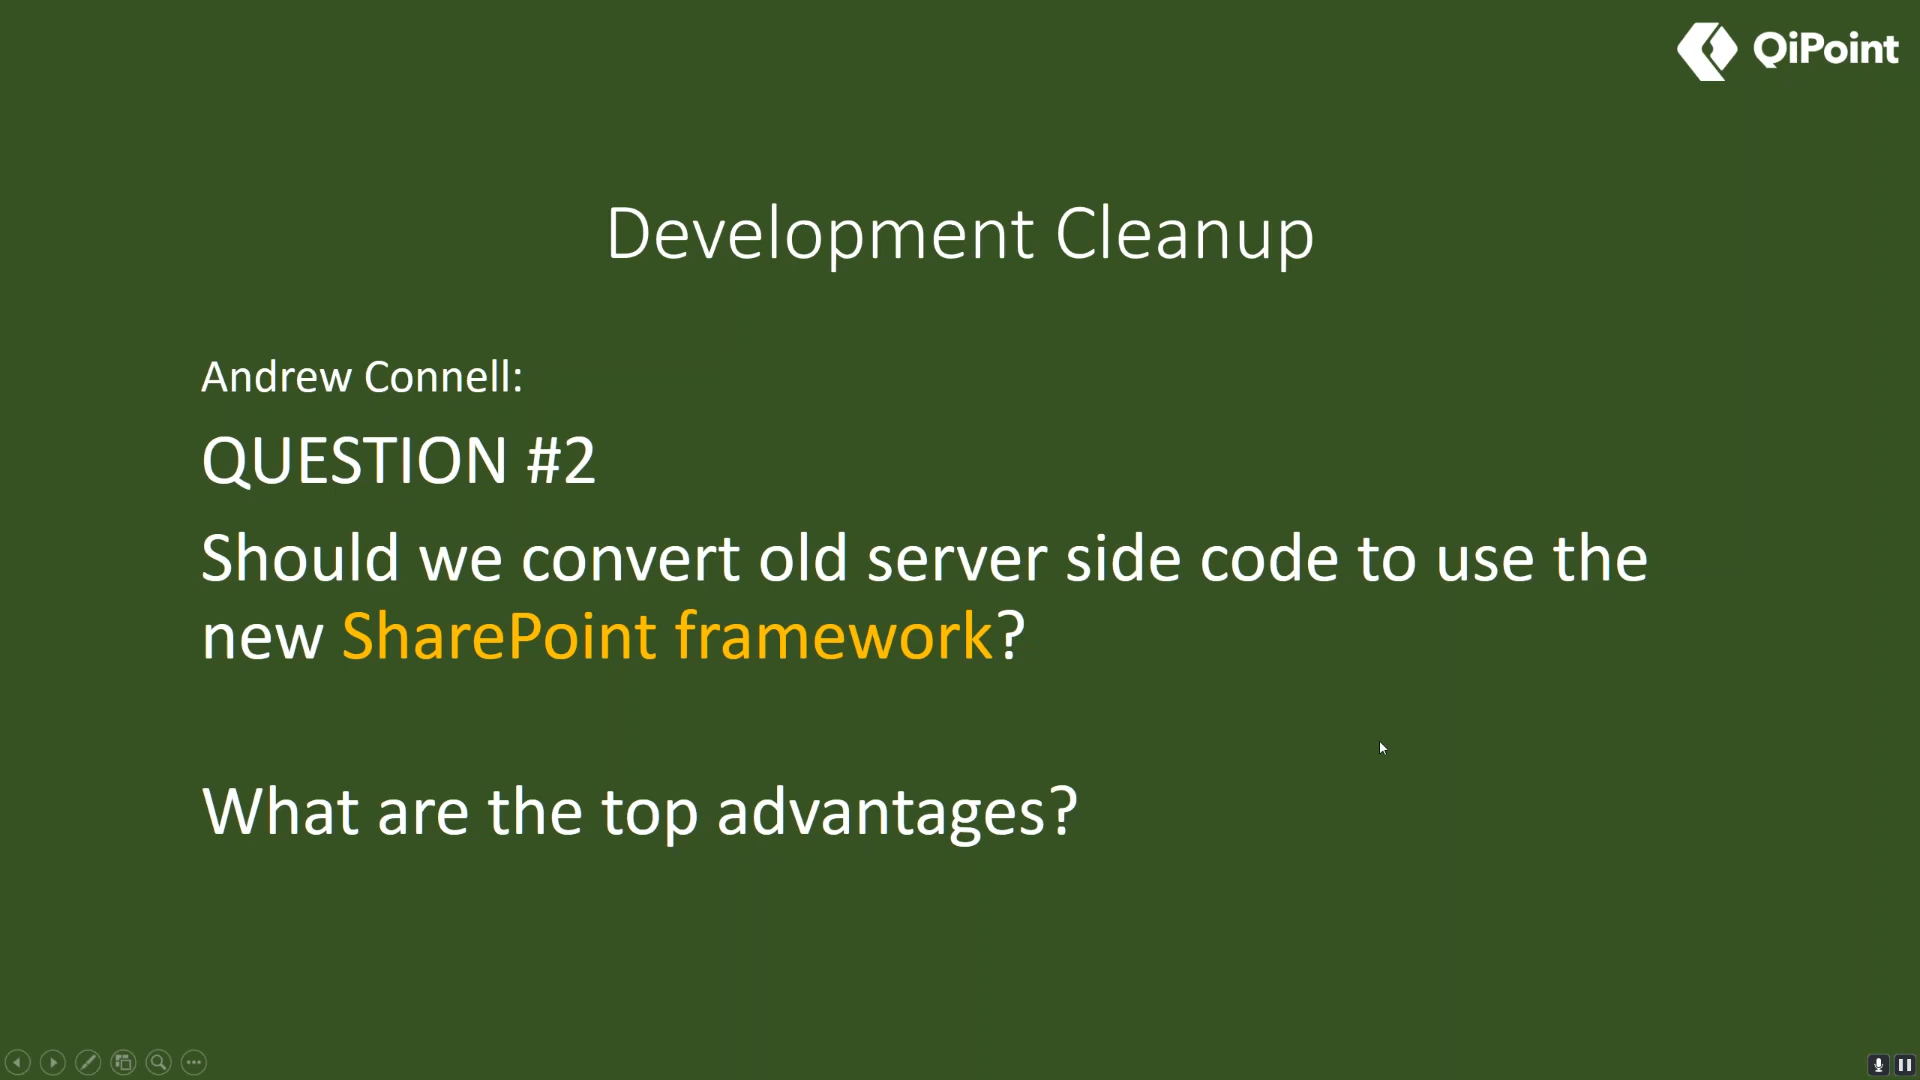 QiPoint
Development Cleanup
Andrew Connell:
QUESTION #2
Should we convert old server side code to use the
new SharePoint framework?
What are the top advantages?